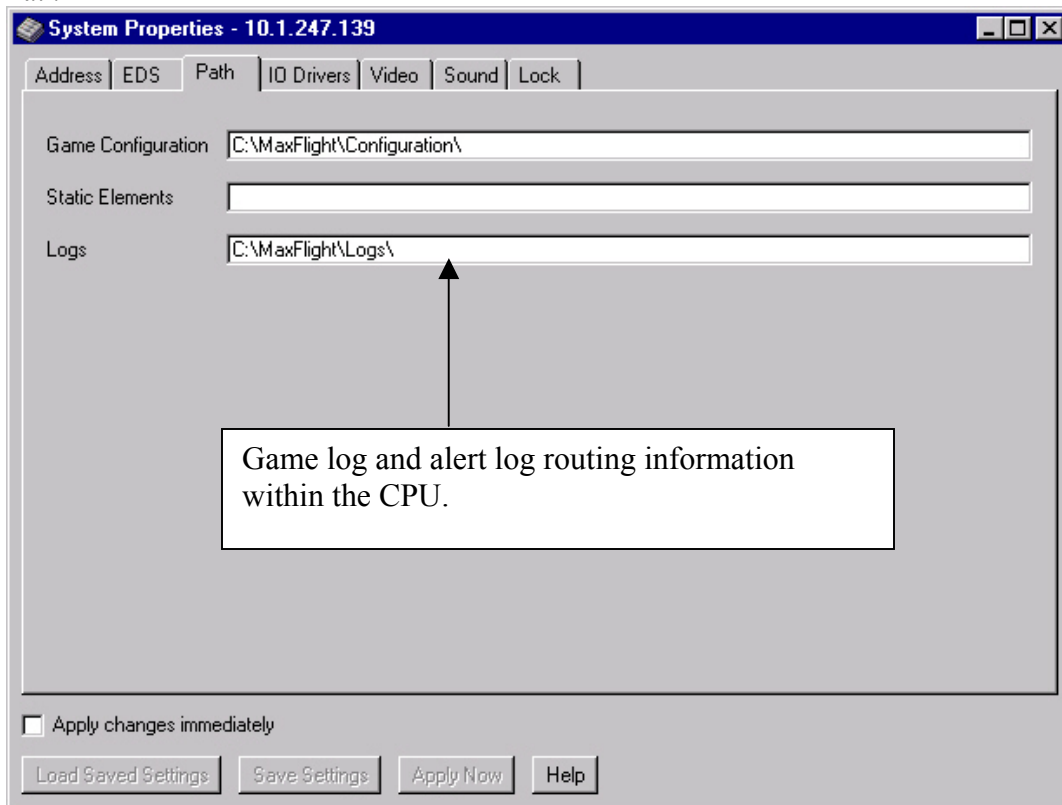 System Properties - 10.1.247.139
Address EDS Path IO Drivers Video Sound Lock
Game Configuration C:\MaxFlight\Configuration\
Static Elements
Logs C:\MaxFlight\Logs\
Game log and alert log routing information
within the CPU.
Apply changes immediately
Load Saved Settings Save Settings Apply Now Help